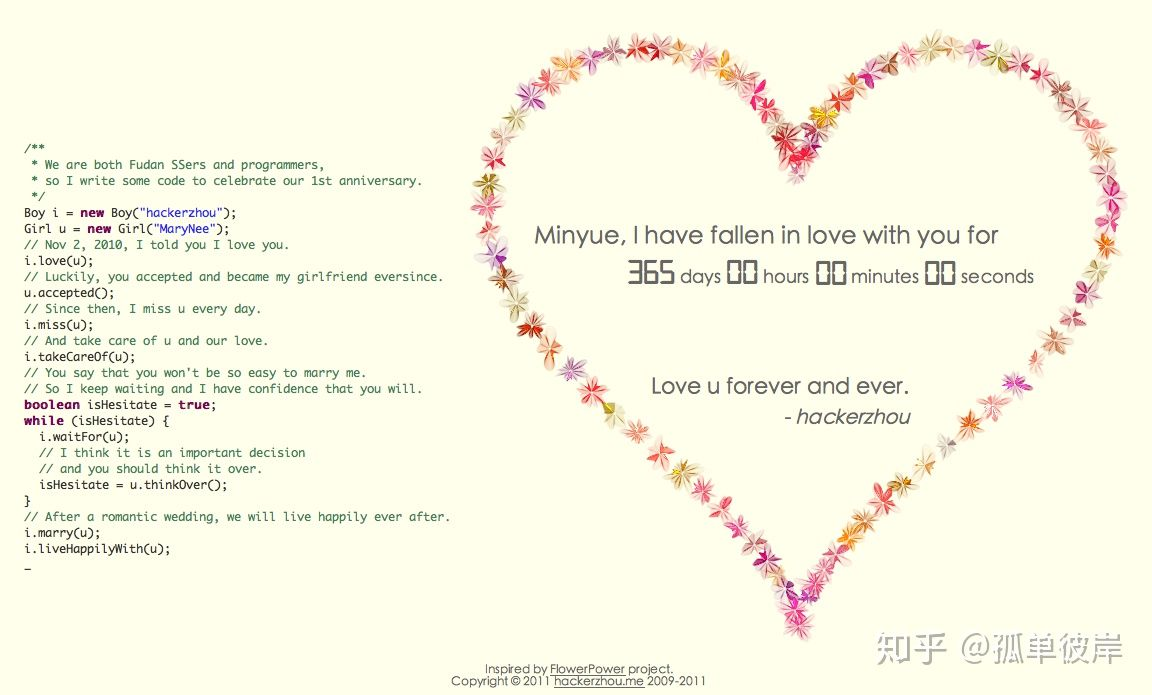 /**
 * We are both Fudan SSers and programmers,
 * so I write some code to celebrate our 1st anniversary.
 */
Boy i = new Boy("hackerzhou");
Girl u = new Girl("MaryNee");
// Nov 2, 2010, I told you I love you.
i.love(u);
// Luckily, you accepted and became my girlfriend eversince.
u.accepted();
// Since then, I miss u every day.
i.miss(u);
// And take care of u and our love.
i.takeCareOf(u);
// You say that you won't be so easy to marry me.
// So I keep waiting and I have confidence that you will.
boolean isHesitate = true;
while (isHesitate) {
  i.waitFor(u);
  // I think it is an important decision
  // and you should think it over.
  isHesitate = u.thinkOver();
}
// After a romantic wedding, we will live happily ever after.
i.marry(u);
i.liveHappilyWith(u);
_
Minyue, I have fallen in love with you for
365 days 00 hours 00 minutes 00 seconds
Love u forever and ever.
- hackerzhou
知乎 @孤单彼岸
Inspired by FlowerPower project.
Copyright © 2011 hackerzhou.me 2009-2011